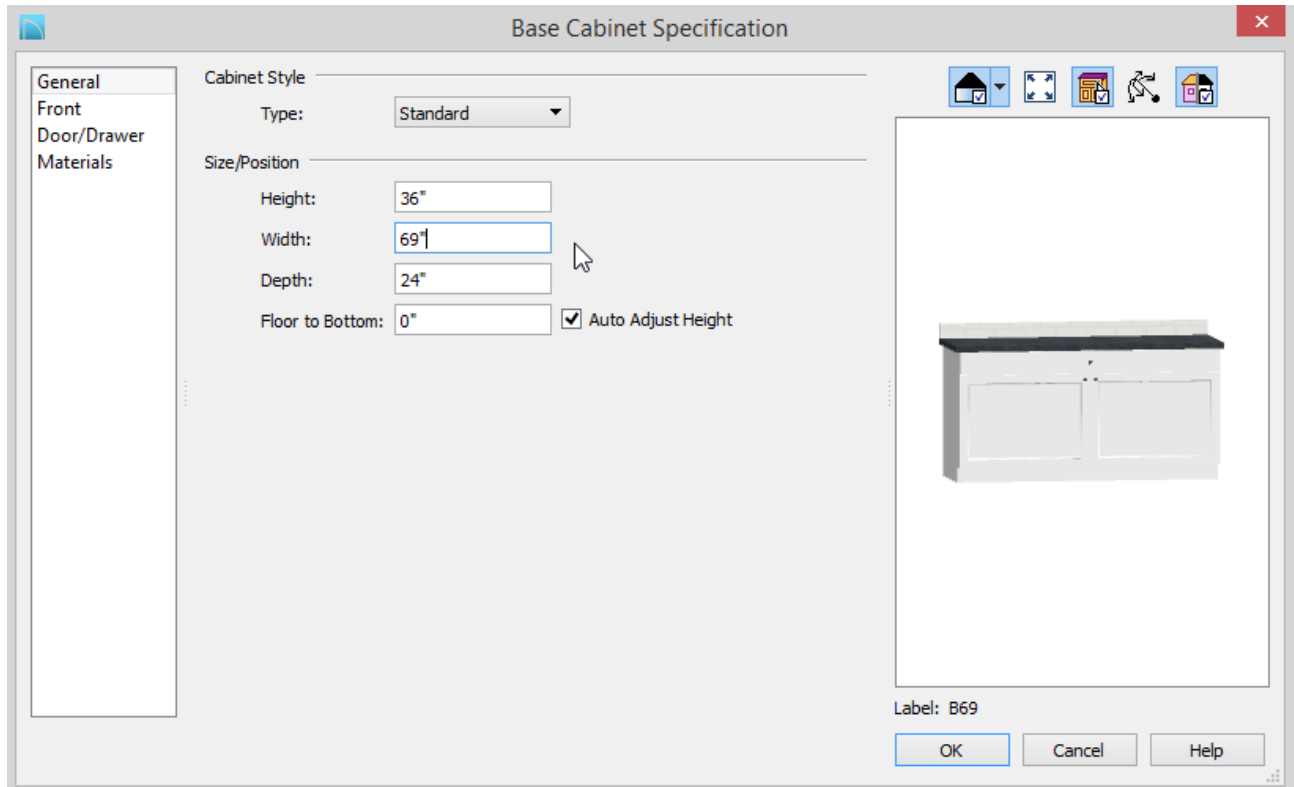 Base Cabinet Specification
General
Front
Door/Drawer
Materials
Cabinet Style
Type: Standard
Size/Position
Height: 36"
Width: 69"
Depth: 24"
Floor to Bottom: 0" Auto Adjust Height
Label: B69
OK Cancel Help